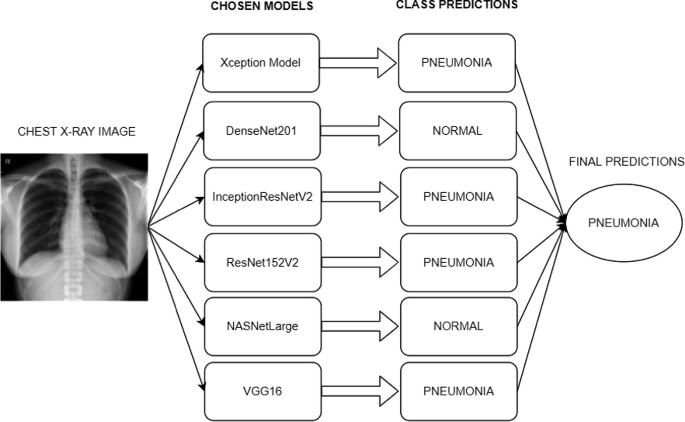 CHOSEN MODELS
CLASS PREDICTIONS
Xception Model
PNEUMONIA
CHEST X-RAY IMAGE
DenseNet201
NORMAL
FINAL PREDICTIONS
R
InceptionResNetV2
PNEUMONIA
PNEUMONIA
ResNet152V2
PNEUMONIA
NASNetLarge
NORMAL
VGG16
PNEUMONIA